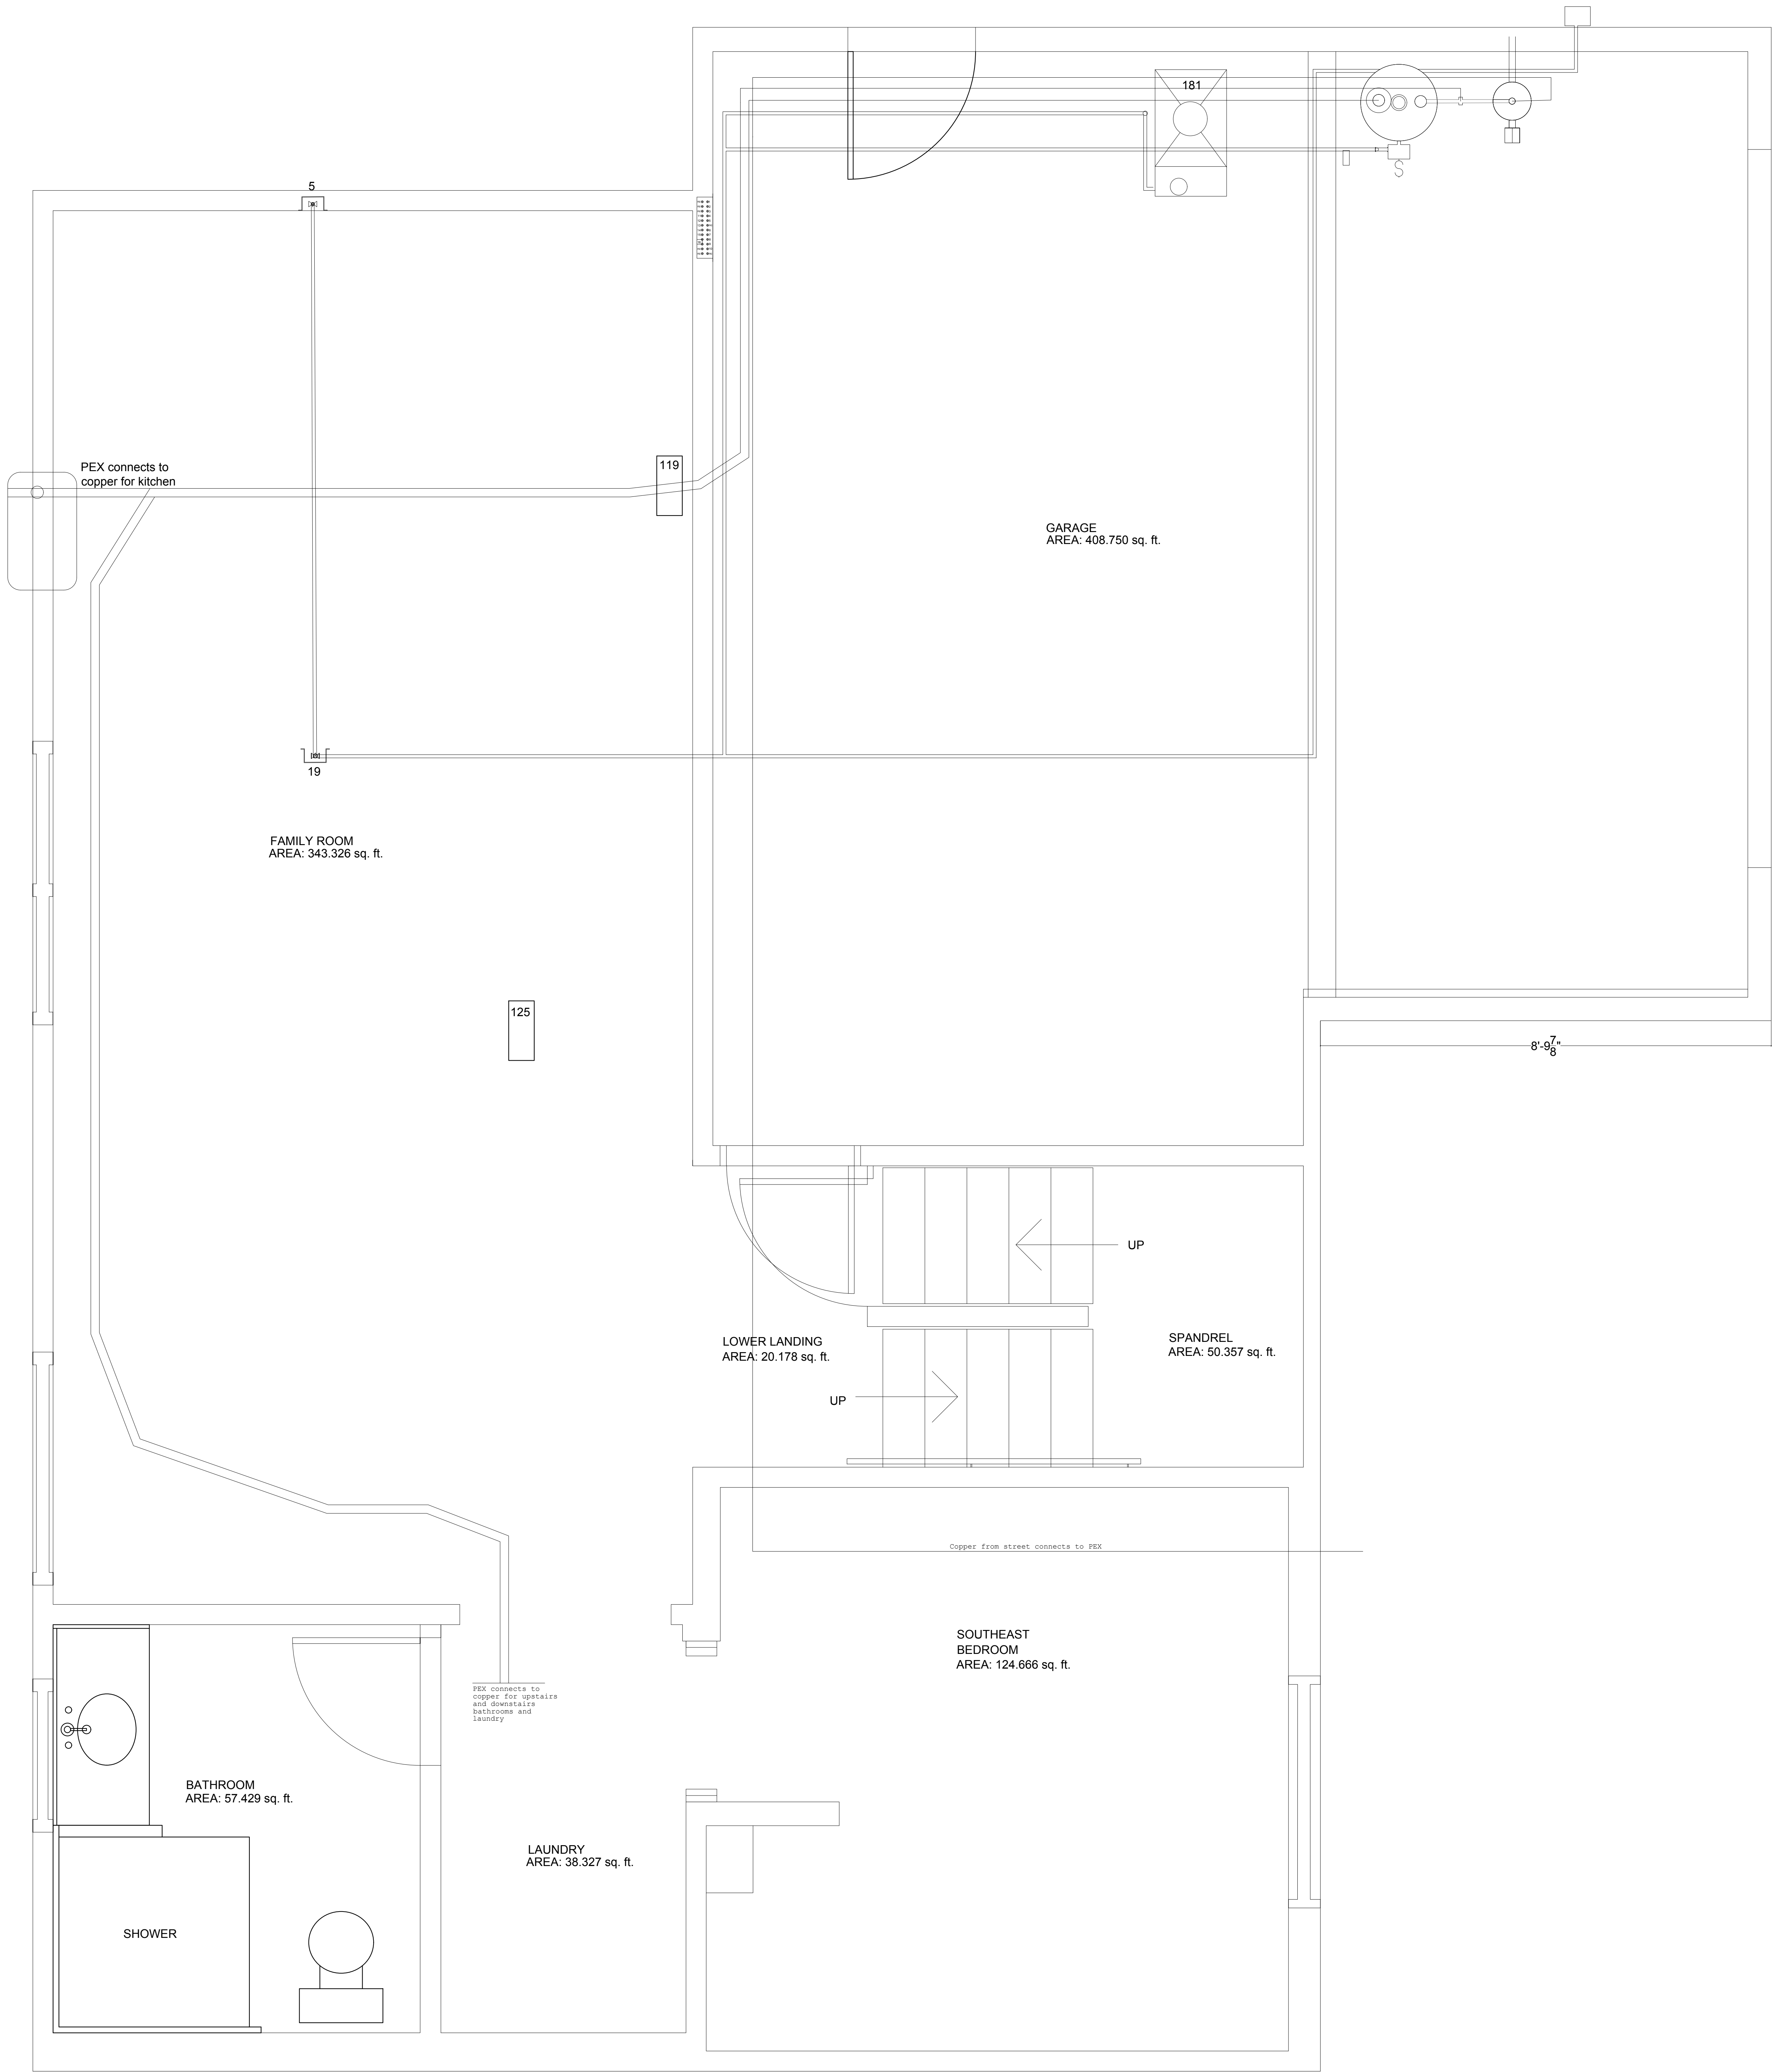 181
5
PEX connects to
copper for kitchen
119
GARAGE
AREA: 408.750 sq. ft.
19
FAMILY ROOM
AREA: 343.326 sq. ft.
125
8'-9 7/8"
UP
LOWER LANDING
AREA: 20.178 sq. ft.
SPANDREL
AREA: 50.357 sq. ft.
UP
Copper from street connects to PEX
SOUTHEAST
BEDROOM
AREA: 124.666 sq. ft.
PEX connects to
copper for upstairs
and downstairs
bathrooms and
laundry
BATHROOM
AREA: 57.429 sq. ft.
LAUNDRY
AREA: 38.327 sq. ft.
SHOWER